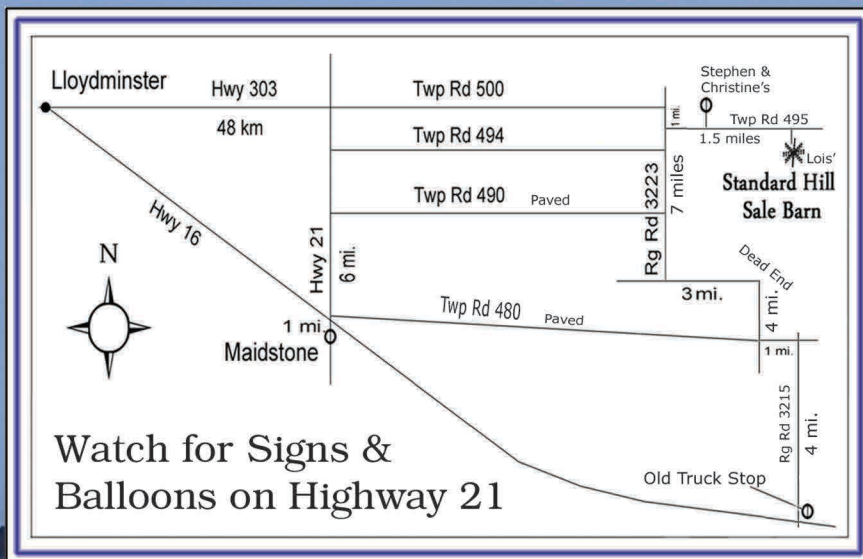 Lloydminster
Hwy 303
48 km
Twp Rd 500
Twp Rd 494
Twp Rd 490 Paved
1 mi.
Stephen &
Christine's
Twp Rd 495
1.5 miles
Lois'
Standard Hill
Sale Barn
Hwy 16
Hwy 21
6 mi.
Rg Rd 3223
7 miles
N
3 mi.
Dead End
4 mi.
Twp Rd 480 Paved
1 mi.
1 mi.
Maidstone
Rg Rd 3215
4 mi.
Old Truck Stop
Watch for Signs &
Balloons on Highway 21